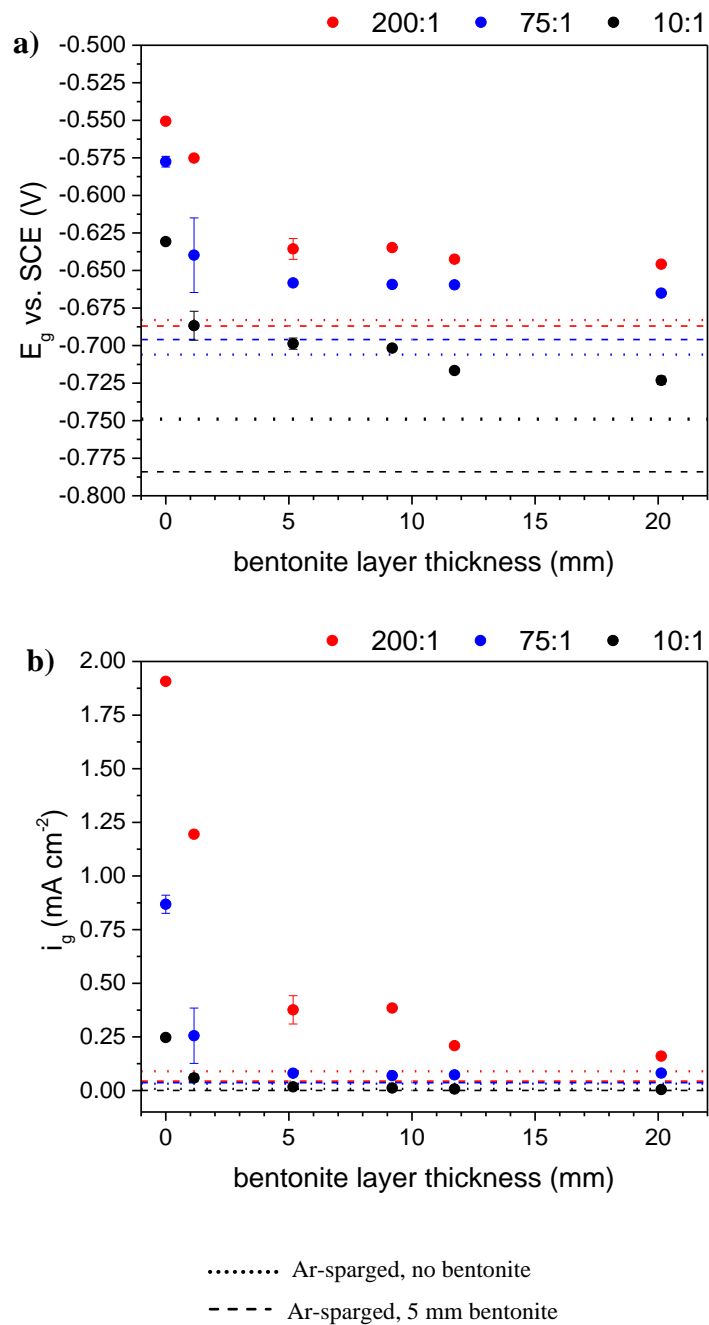 200:1 75:1 10:1
a)
-0.500
-0.525
-0.550
-0.575
-0.600
-0.625
-0.650
-0.675
-0.700
-0.725
-0.750
-0.775
-0.800
E_g vs. SCE (V)
0 5 10 15 20
bentonite layer thickness (mm)
200:1 75:1 10:1
b)
2.00
1.75
1.50
1.25
1.00
0.75
0.50
0.25
0.00
i_g (mA cm^-2)
0 5 10 15 20
bentonite layer thickness (mm)
Ar-sparged, no bentonite
Ar-sparged, 5 mm bentonite